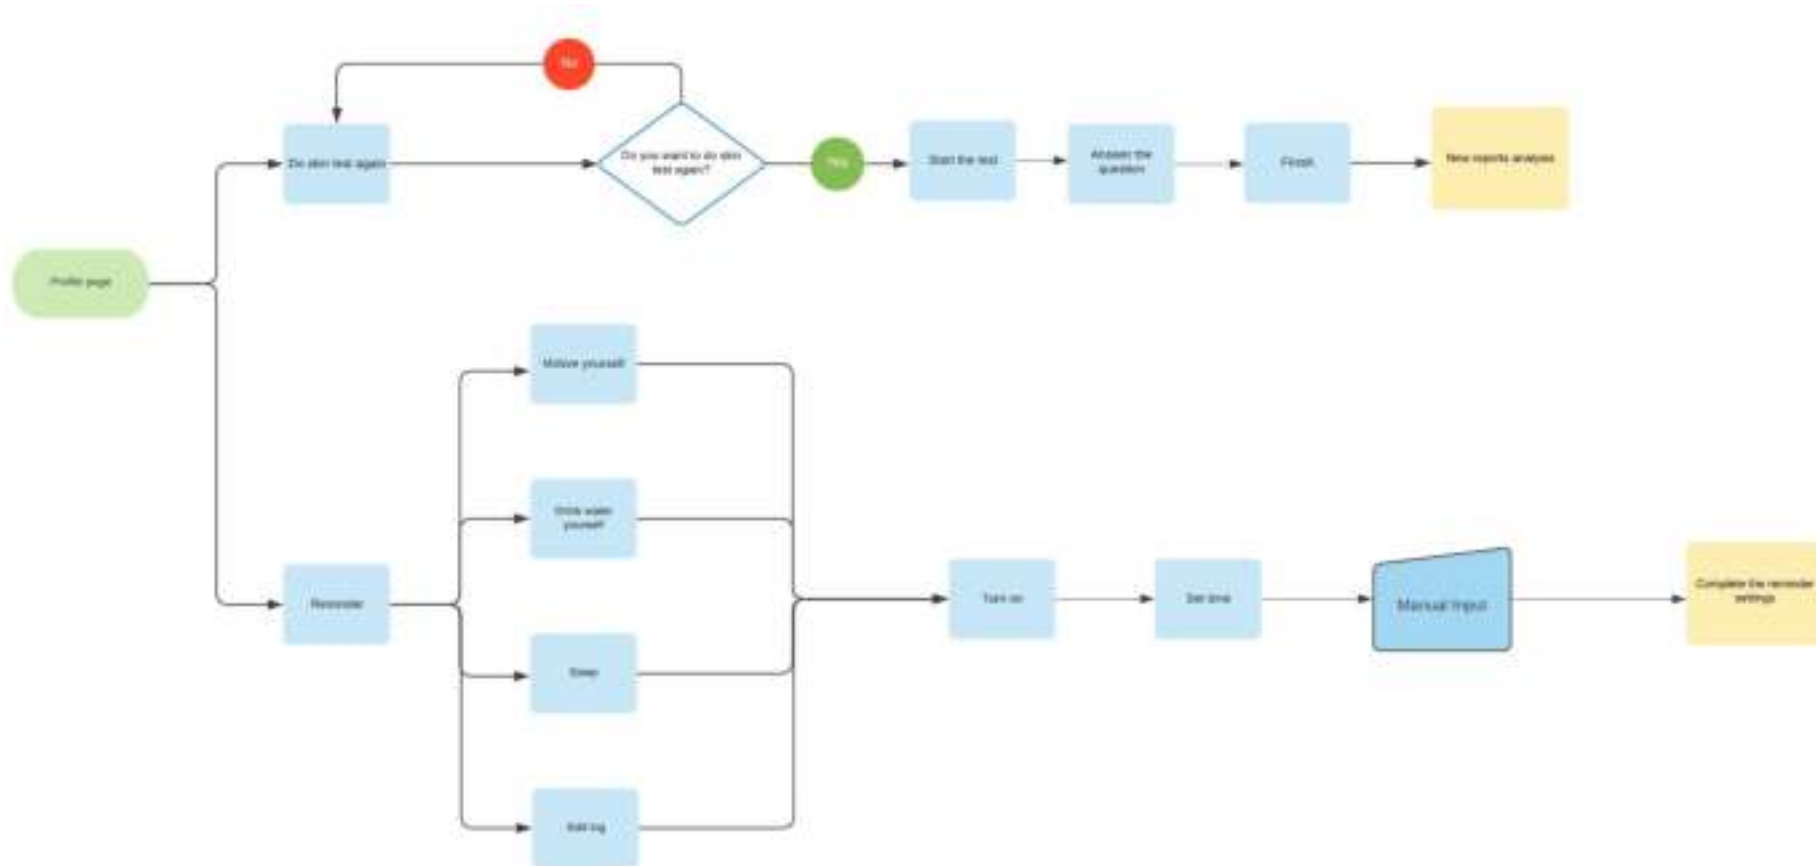 No
Do skin test again
Do you want to do skin
test again?
Yes
Start the test
Answer the
question
Finish
New reports analysis
Profile page
Motive yourself
Drink water
yourself
Reminder
Turn on
Set time
Manual Input
Complete the reminder
settings
Sleep
Add log